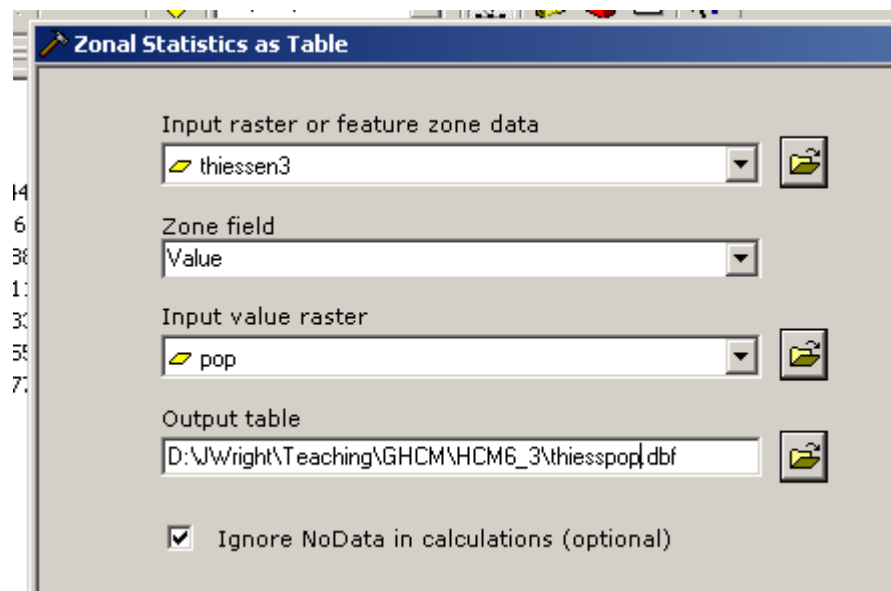 Zonal Statistics as Table
Input raster or feature zone data
thiessen3
Zone field
Value
Input value raster
pop
Output table
D:\JWright\Teaching\GHCM\HCM6_3\thiesspop.dbf
Ignore NoData in calculations (optional)